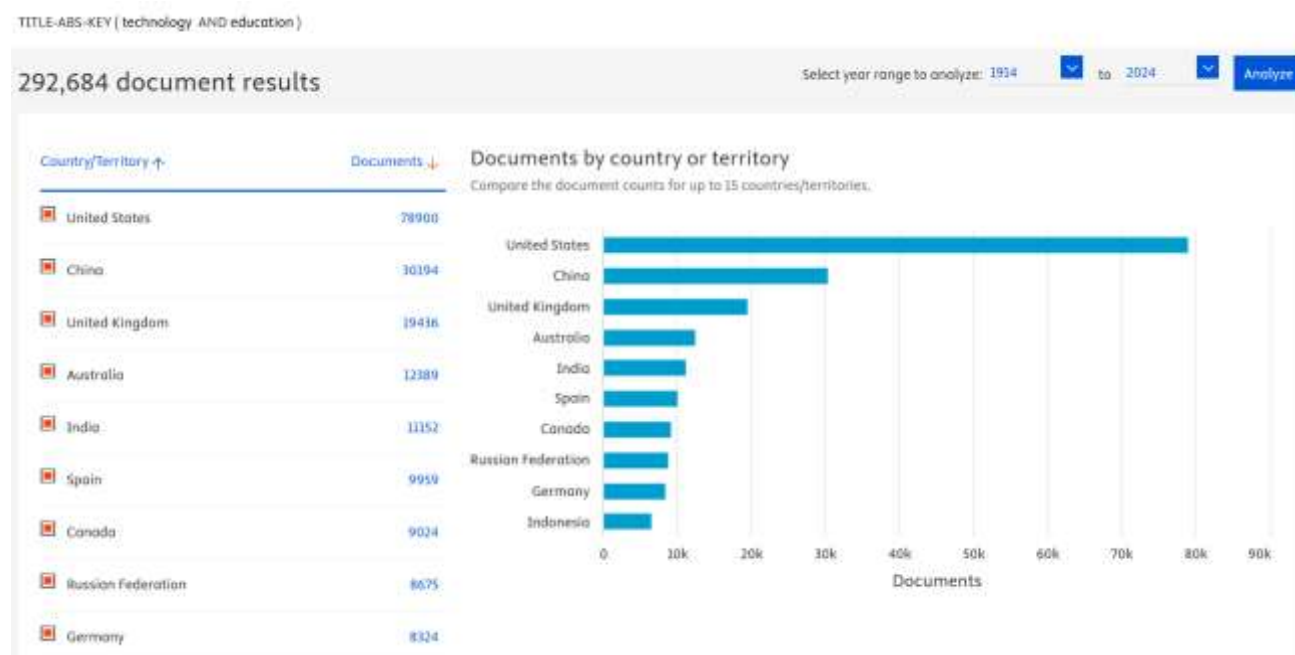 TITLE-ABS-KEY ( technology AND education )
292,684 document results
Select year range to analyze: 1914 to 2024 Analyze
Country/Territory ↑ Documents ↓
United States 78900
China 30194
United Kingdom 19436
Australia 12389
India 11152
Spain 9959
Canada 9024
Russian Federation 8675
Germany 8324
Documents by country or territory
Compare the document counts for up to 15 countries/territories.
United States
China
United Kingdom
Australia
India
Spain
Canada
Russian Federation
Germany
Indonesia
0 10k 20k 30k 40k 50k 60k 70k 80k 90k
Documents